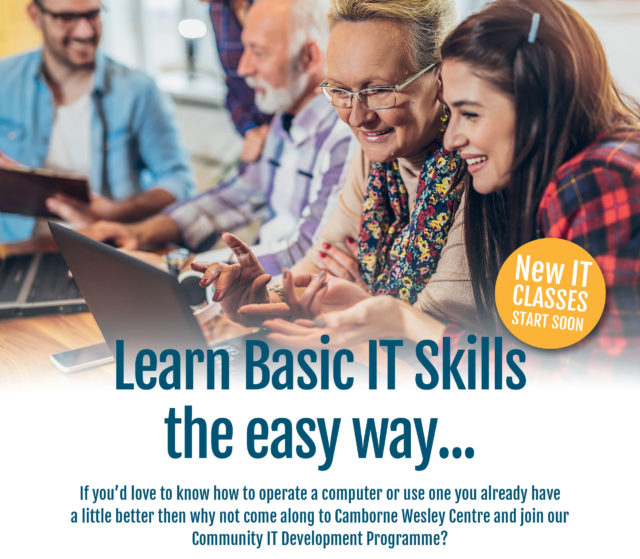 New IT
CLASSES
START SOON
Learn Basic IT Skills
the easy way...
If you’d love to know how to operate a computer or use one you already have
a little better then why not come along to Camborne Wesley Centre and join our
Community IT Development Programme?